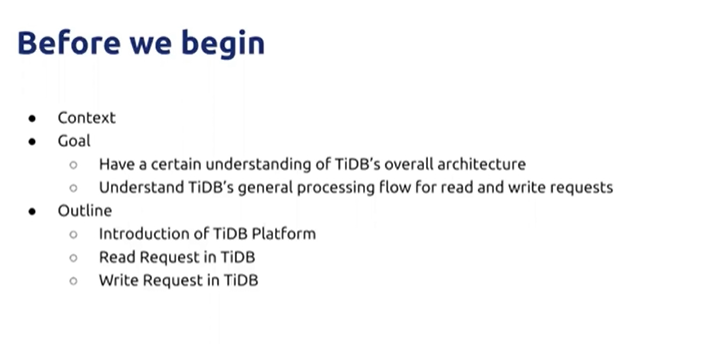 Before we begin
● Context
● Goal
○ Have a certain understanding of TiDB's overall architecture
○ Understand TiDB's general processing flow for read and write requests
● Outline
○ Introduction of TiDB Platform
○ Read Request in TiDB
○ Write Request in TiDB